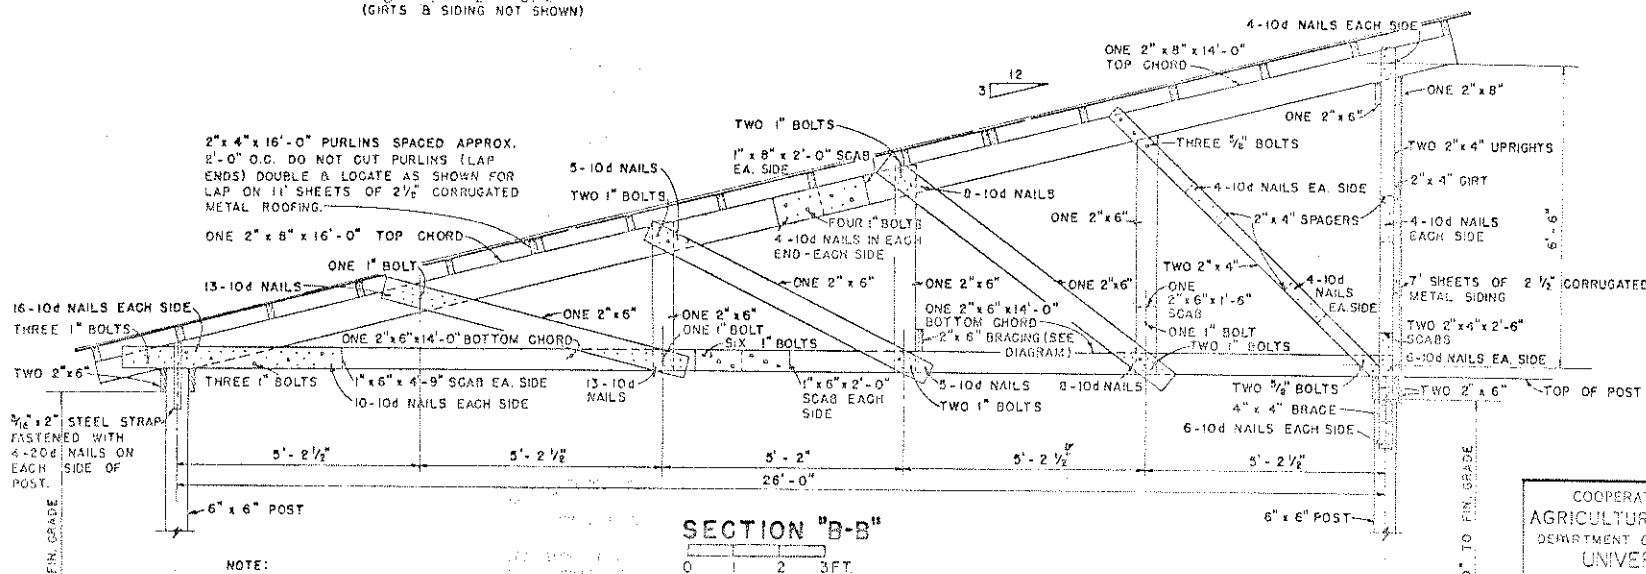 (GIRTS & SIDING NOT SHOWN)
4-10d NAILS EACH SIDE
ONE 2" x 8" x 14'-0"
TOP CHORD
12
3
ONE 2" x 8"
ONE 2" x 6"
TWO 1" BOLTS
2" x 4" x 16'-0" PURLINS SPACED APPROX.
2'-0" O.C. DO NOT CUT PURLINS (LAP
ENDS) DOUBLE & LOCATE AS SHOWN FOR
LAP ON 11' SHEETS OF 2 1/2" CORRUGATED
METAL ROOFING.
5-10d NAILS
TWO 1" BOLTS
1" x 8" x 2'-0" SCAB
EA. SIDE
THREE 5/8" BOLTS
TWO 2" x 4" UPRIGHTS
8-10d NAILS
4-10d NAILS EA. SIDE
2" x 4" GIRT
FOUR 1" BOLTS
4-10d NAILS IN EACH
END-EACH SIDE
ONE 2" x 6"
2" x 4" SPACERS
4-10d NAILS
EACH SIDE
6'-6"
ONE 2" x 8" x 16'-0" TOP CHORD
ONE 1" BOLT
13-10d NAILS
TWO 2" x 4"
4-10d
NAILS
EA. SIDE
7' SHEETS OF 2 1/2" CORRUGATED
METAL SIDING
ONE 2" x 6"
ONE 2" x 6"
ONE 2" x 6"
ONE
2" x 6" x 1'-6"
SCAB
16-10d NAILS EACH SIDE
THREE 1" BOLTS
ONE 2" x 6"
ONE 2" x 6"
ONE 1" BOLT
ONE 2" x 6" x 14'-0"
BOTTOM CHORD
2" x 6" BRACING (SEE
DIAGRAM)
ONE 1" BOLT
TWO 1" BOLTS
TWO 2" x 4" x 2'-6"
SCABS
6-10d NAILS EA. SIDE
ONE 2" x 6" x 14'-0" BOTTOM CHORD
SIX 1" BOLTS
TWO 2" x 6"
THREE 1" BOLTS
1" x 6" x 4'-9" SCAB EA. SIDE
10-10d NAILS EACH SIDE
13-10d
NAILS
1" x 6" x 2'-0"
SCAB EACH
SIDE
5-10d NAILS
TWO 1" BOLTS
8-10d NAILS
TWO 5/8" BOLTS
4" x 4" BRACE
6-10d NAILS EACH SIDE
TWO 2" x 6"
TOP OF POST
3/16" x 2" STEEL STRAP
FASTENED WITH
4-20d NAILS ON
EACH SIDE OF
POST.
5'-2 1/2"
5'-2 1/2"
5'-2"
5'-2 1/2"
5'-2 1/2"
26'-0"
6" x 6" POST
6" x 6" POST
FIN. GRADE
TO FIN. GRADE
SECTION "B-B"
0 1 2 3FT.
NOTE:
COOPERA
AGRICULTUR
DEPARTMENT
UNIVE